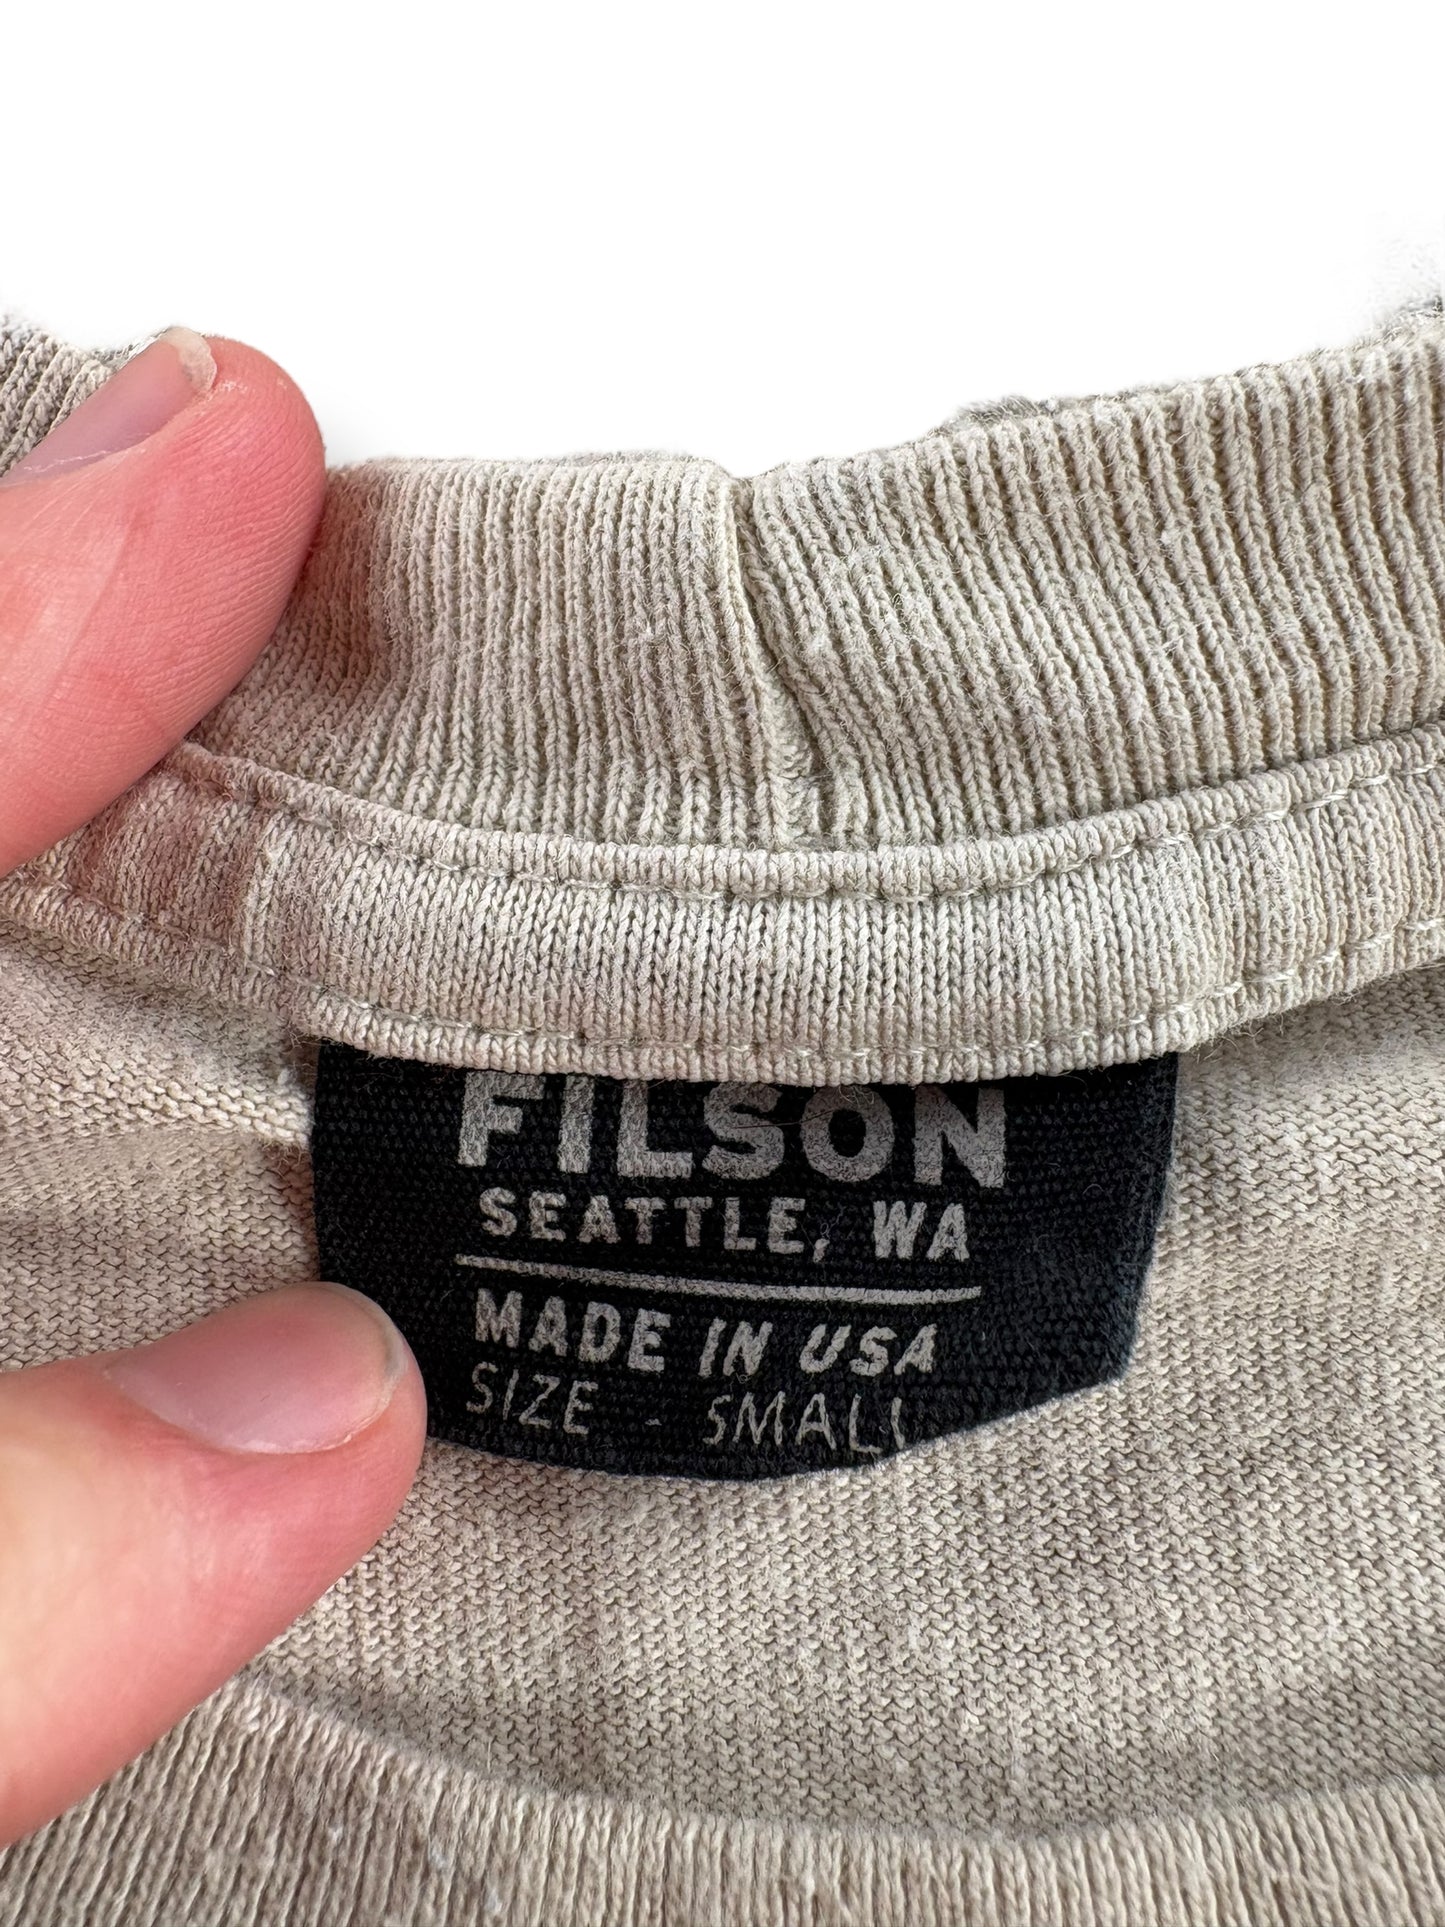 FILSON
SEATTLE, WA
MADE IN USA
SIZE - SMALL